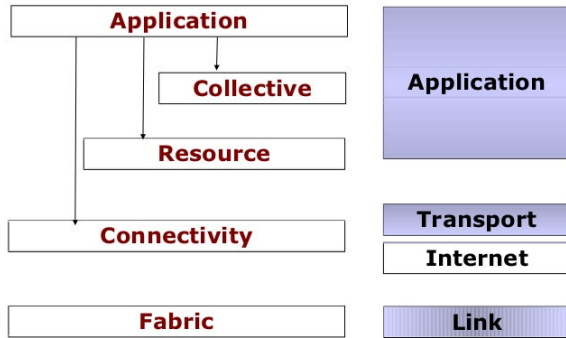 Application
Collective
Resource
Connectivity
Fabric
Application
Transport
Internet
Link